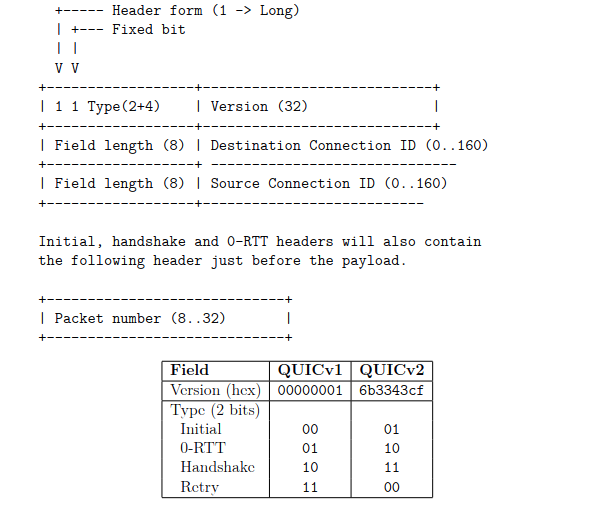 +----- Header form (1 -> Long)
| +--- Fixed bit
| |
V V
+------------------+----------------------------+
| 1 1 Type(2+4)    | Version (32)               |
+------------------+----------------------------+
| Field length (8) | Destination Connection ID (0..160)
+------------------+ ------------------------------
| Field length (8) | Source Connection ID (0..160)
+------------------+---------------------------
Initial, handshake and 0-RTT headers will also contain
the following header just before the payload.
+-----------------------------+
| Packet number (8..32)       |
+-----------------------------+
Field QUICv1 QUICv2
Version (hex) 00000001 6b3343cf
Type (2 bits)
Initial 00 01
0-RTT 01 10
Handshake 10 11
Retry 11 00